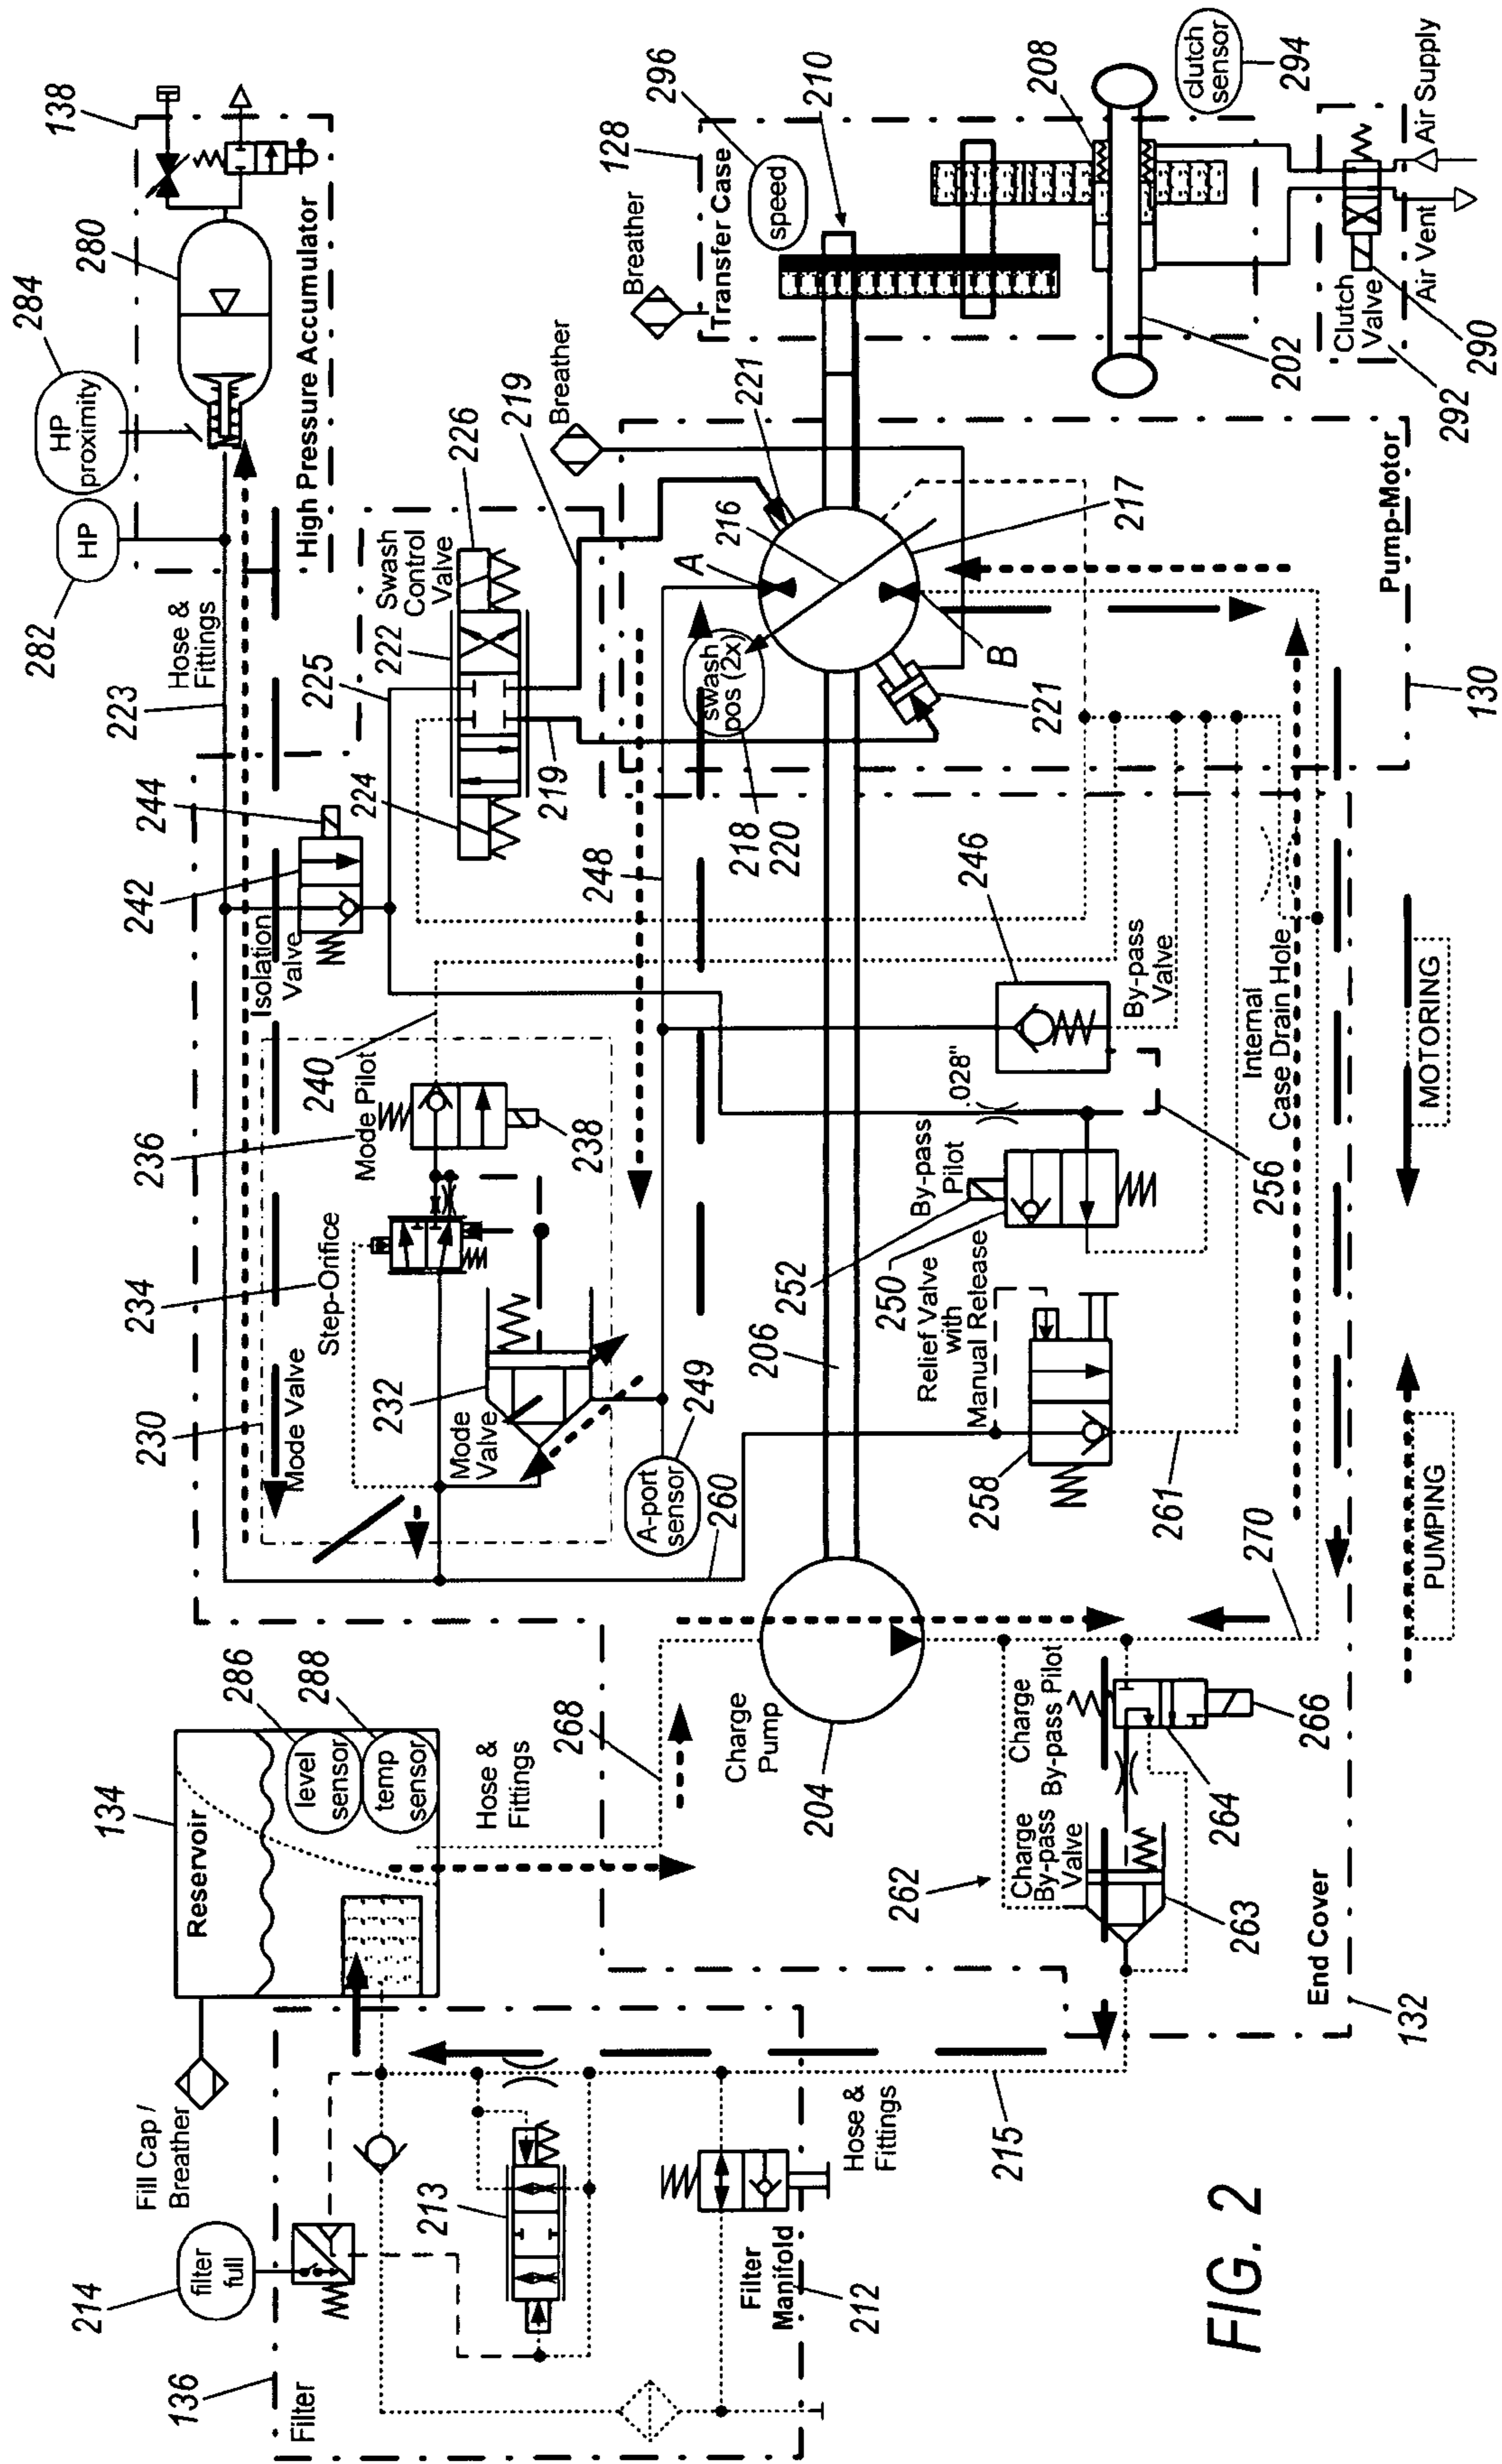 138
280
284
HP
proximity
HP
282
High Pressure Accumulator
Hose &
Fittings
223
225
222
Swash
Control
Valve
226
219
224
219
244
242
Isolation
Valve
240
Mode Pilot
236
238
234
Step-Orifice
230
Mode Valve
232
Mode
Valve
A-port
sensor
249
260
248
Breather
221
Breather
128
Transfer Case
296
speed
210
208
clutch
sensor
294
Air Supply
Air Vent
Clutch
Valve
290
292
202
A
216
217
swash
pos (2x)
218
220
B
221
Pump-Motor
130
246
By-pass
Valve
Internal
Case Drain Hole
.028"
By-pass
Pilot
256
252
250
206
Relief Valve
with
Manual Release
258
261
270
MOTORING
PUMPING
286
288
134
Reservoir
level
sensor
temp
sensor
Hose &
Fittings
268
Charge
Pump
204
Charge
By-pass Pilot
266
264
Charge
By-pass
Valve
262
263
End Cover
132
Fill Cap /
Breather
filter
full
214
213
136
Filter
Filter
Manifold
212
Hose &
Fittings
215
FIG. 2